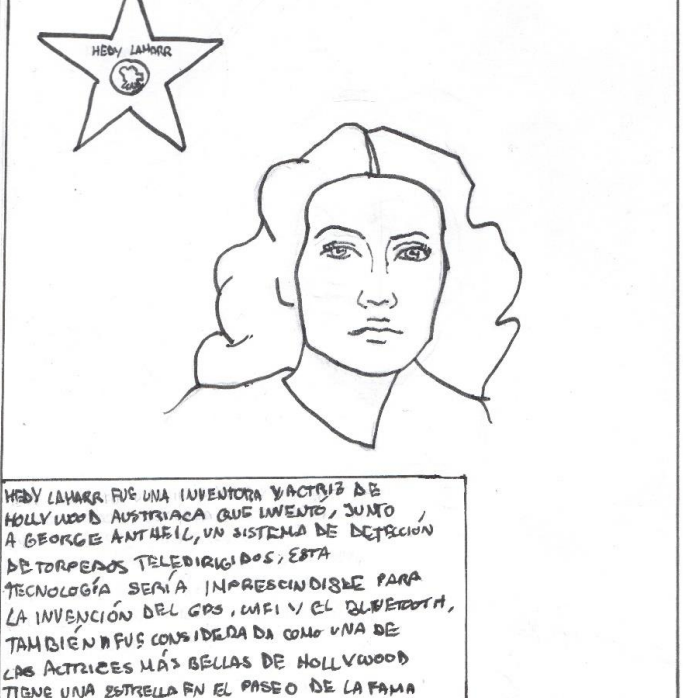 HEDY LAMARR
HEDY LAMARR FUE UNA INVENTORA Y ACTRIZ DE
HOLLYWOOD AUSTRIACA QUE INVENTO, JUNTO
A GEORGE ANTHEIL, UN SISTEMA DE DETECCIÓN
DE TORPEDOS TELEDIRIGIDOS, ESTA
TECNOLOGÍA SERÍA IMPRESCINDIBLE PARA
LA INVENCIÓN DEL GPS, WIFI Y EL BLUETOOTH,
TAMBIÉN FUE CONSIDERADA COMO UNA DE
LAS ACTRICES MÁS BELLAS DE HOLLYWOOD
TIENE UNA ESTRELLA EN EL PASEO DE LA FAMA